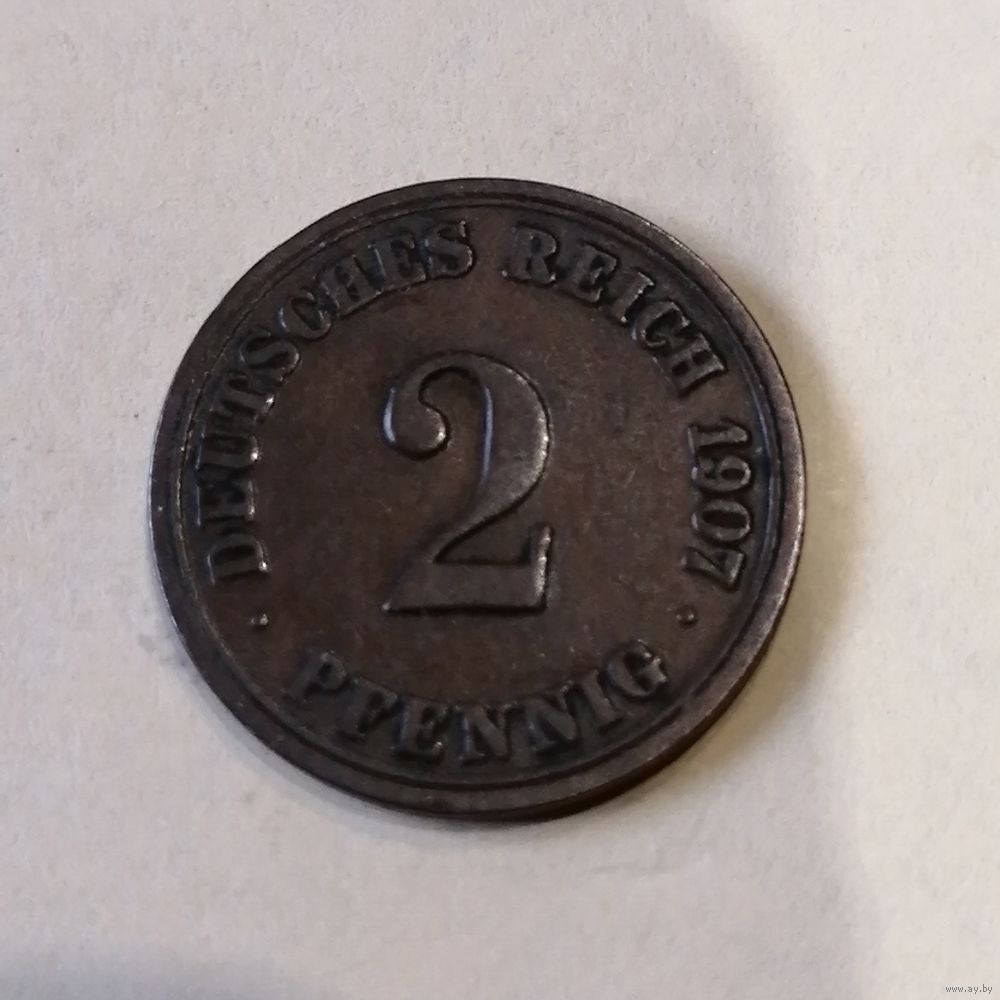 DEUTSCHES REICH 1907
2
PFENNIG
www.ay.by